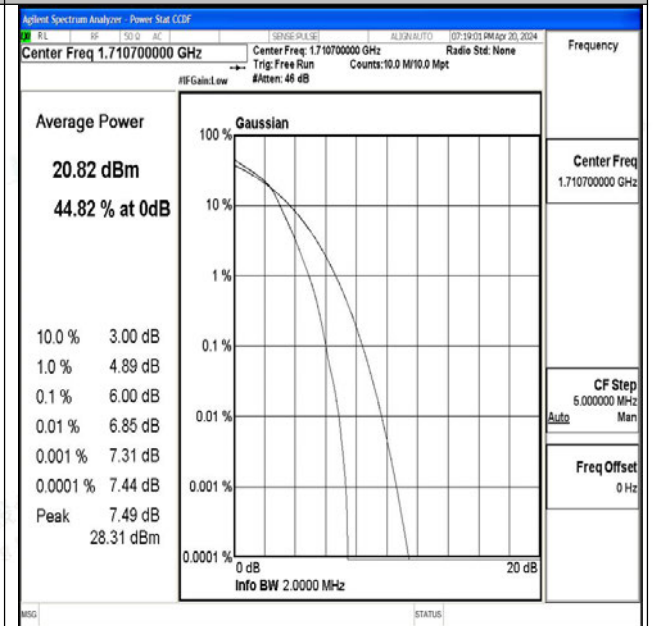 Agilent Spectrum Analyzer - Power Stat CCDF
RL RF 50 Ω AC SENSE:PULSE ALIGN AUTO 07:19:01 PM Apr 20, 2024
Center Freq 1.710700000 GHz
Center Freq: 1.710700000 GHz
Radio Std: None
Trig: Free Run
Counts:10.0 M/10.0 Mpt
#IFGain:Low
#Atten: 46 dB
Frequency
Average Power
20.82 dBm
44.82 % at 0dB
10.0 % 3.00 dB
1.0 % 4.89 dB
0.1 % 6.00 dB
0.01 % 6.85 dB
0.001 % 7.31 dB
0.0001 % 7.44 dB
Peak 7.49 dB
28.31 dBm
Gaussian
100 %
10 %
1 %
0.1 %
0.01 %
0.001 %
0.0001 %
0 dB
20 dB
Info BW 2.0000 MHz
Center Freq
1.710700000 GHz
CF Step
5.000000 MHz
Auto Man
Freq Offset
0 Hz
MSG
STATUS